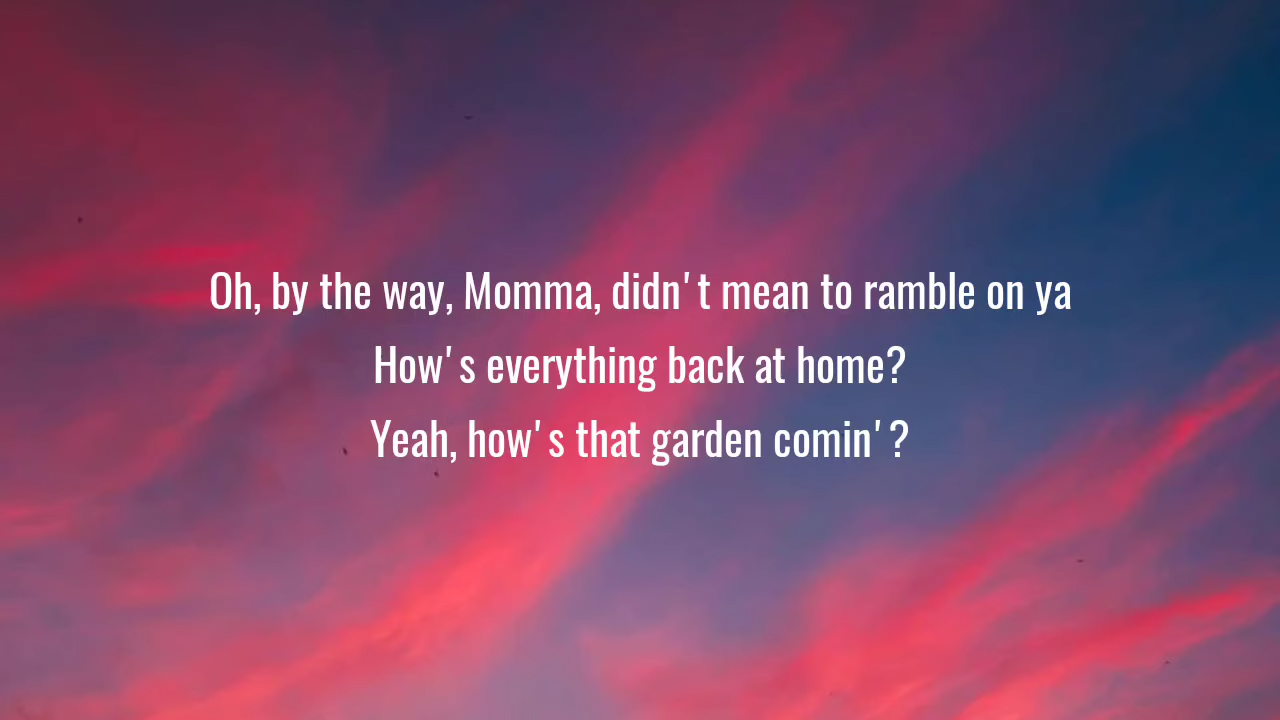 Oh, by the way, Momma, didn't mean to ramble on ya
How's everything back at home?
Yeah, how's that garden comin'?